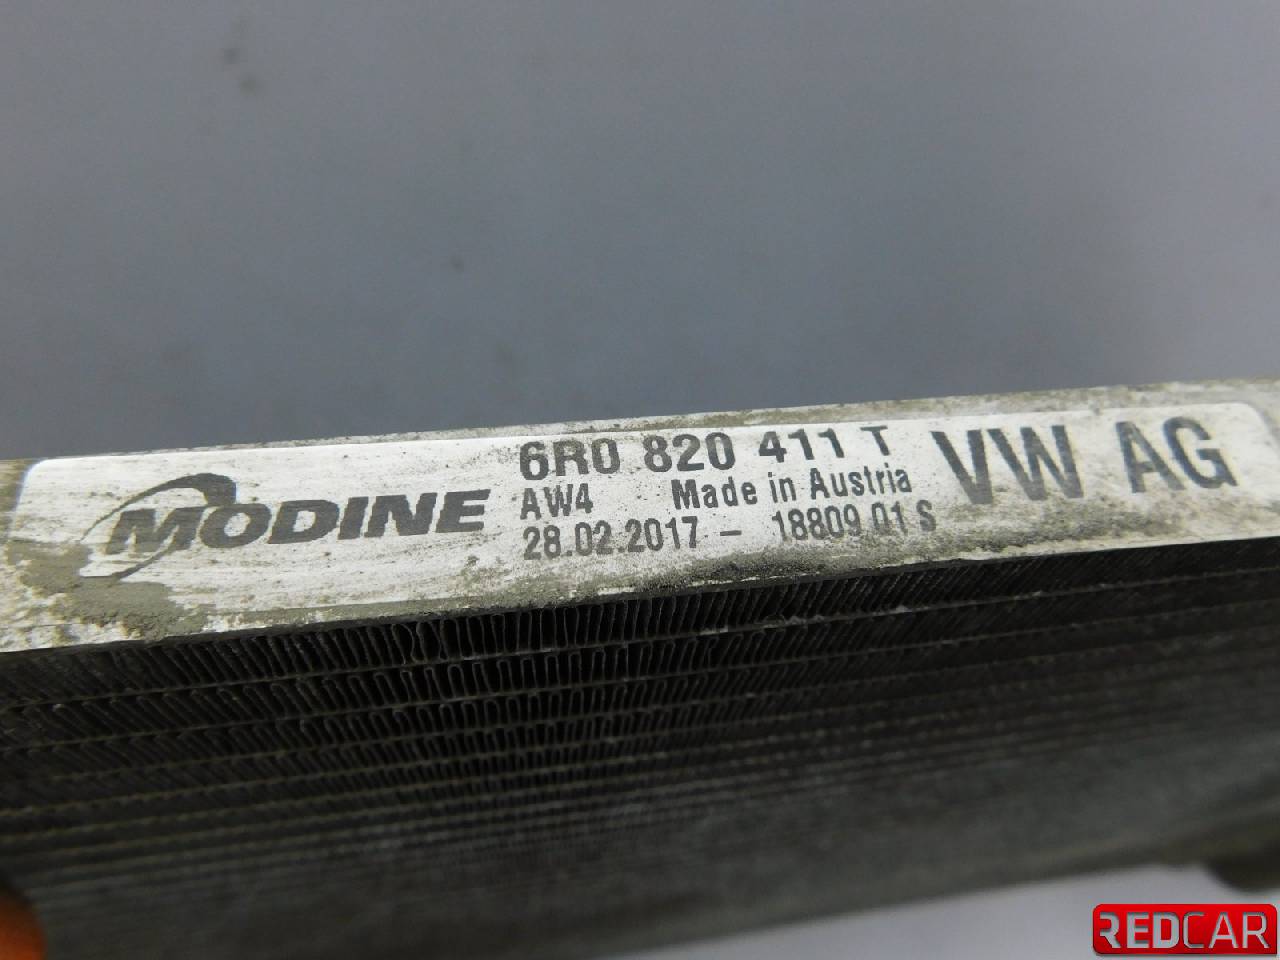 MODINE
6R0 820 411 T
AW4 Made in Austria
28.02.2017 - 18809 01 S
VW AG
REDCAR